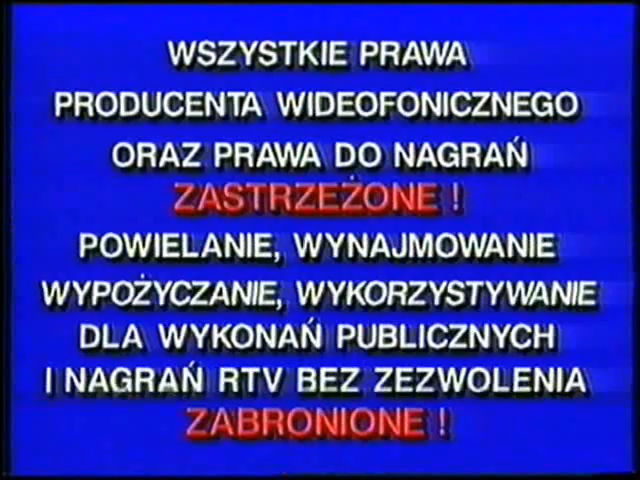 WSZYSTKIE PRAWA
PRODUCENTA WIDEOFONICZNEGO
ORAZ PRAWA DO NAGRAŃ
ZASTRZEŻONE !
POWIELANIE, WYNAJMOWANIE
WYPOŻYCZANIE, WYKORZYSTYWANIE
DLA WYKONAŃ PUBLICZNYCH
I NAGRAŃ RTV BEZ ZEZWOLENIA
ZABRONIONE !